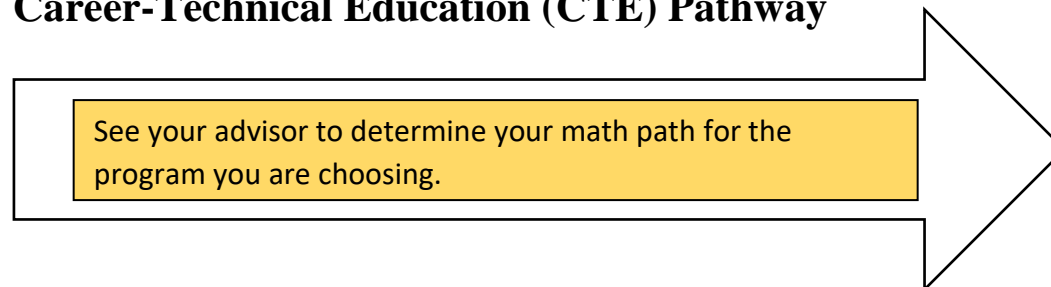 Career-Technical Education (CTE) Pathway
See your advisor to determine your math path for the
program you are choosing.